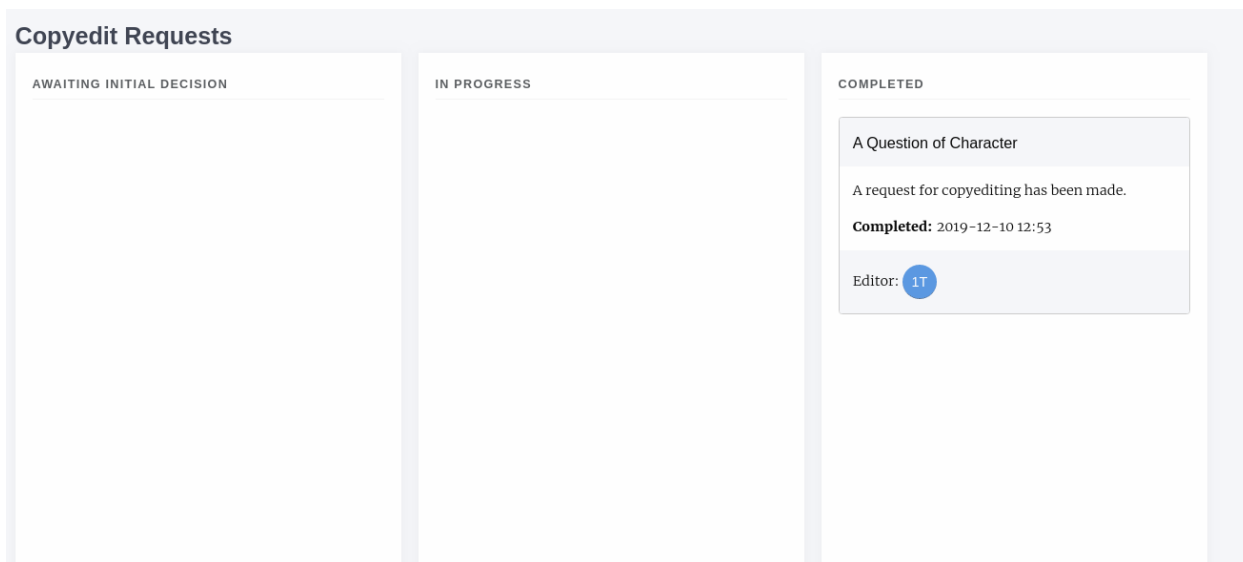 Copyedit Requests
AWAITING INITIAL DECISION
IN PROGRESS
COMPLETED
A Question of Character
A request for copyediting has been made.
Completed: 2019-12-10 12:53
Editor: 1T